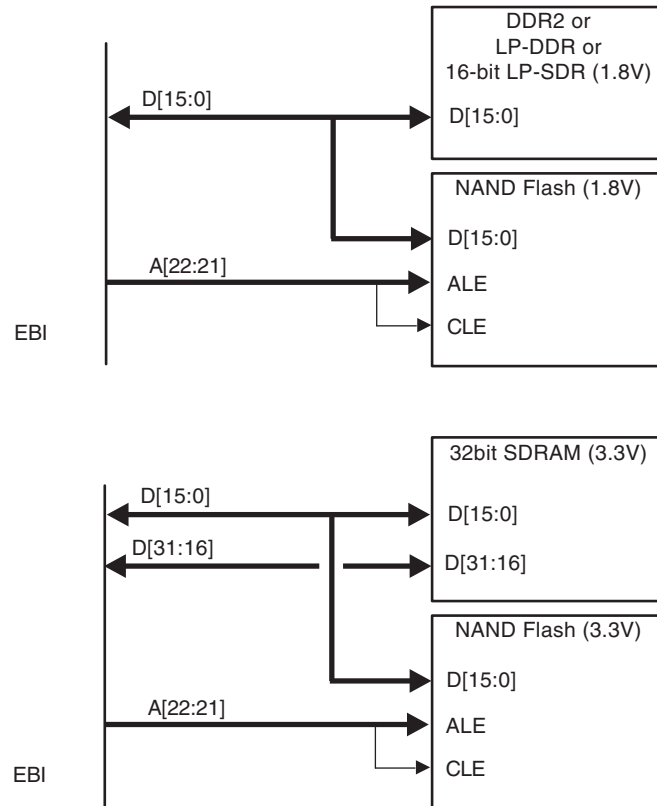 DDR2 or
LP-DDR or
16-bit LP-SDR (1.8V)
D[15:0]
D[15:0]
NAND Flash (1.8V)
D[15:0]
A[22:21]
ALE
EBI
CLE
32bit SDRAM (3.3V)
D[15:0]
D[15:0]
D[31:16]
D[31:16]
NAND Flash (3.3V)
D[15:0]
A[22:21]
ALE
EBI
CLE